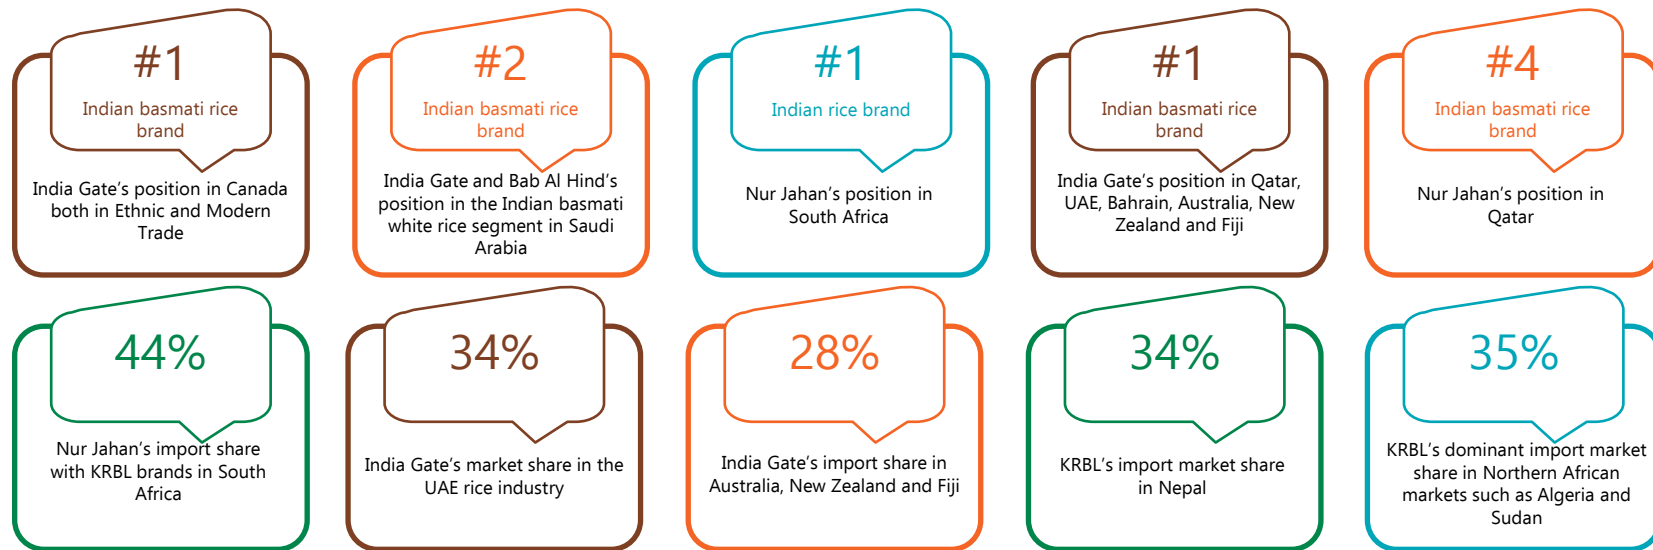 #1
Indian basmati rice
brand
India Gate's position in Canada
both in Ethnic and Modern
Trade
#2
Indian basmati rice
brand
India Gate and Bab Al Hind's
position in the Indian basmati
white rice segment in Saudi
Arabia
#1
Indian rice brand
Nur Jahan's position in
South Africa
#1
Indian basmati rice
brand
India Gate's position in Qatar,
UAE, Bahrain, Australia, New
Zealand and Fiji
#4
Indian basmati rice
brand
Nur Jahan's position in
Qatar
44%
Nur Jahan's import share
with KRBL brands in South
Africa
34%
India Gate's market share in the
UAE rice industry
28%
India Gate's import share in
Australia, New Zealand and Fiji
34%
KRBL's import market share
in Nepal
35%
KRBL's dominant import market
share in Northern African
markets such as Algeria and
Sudan